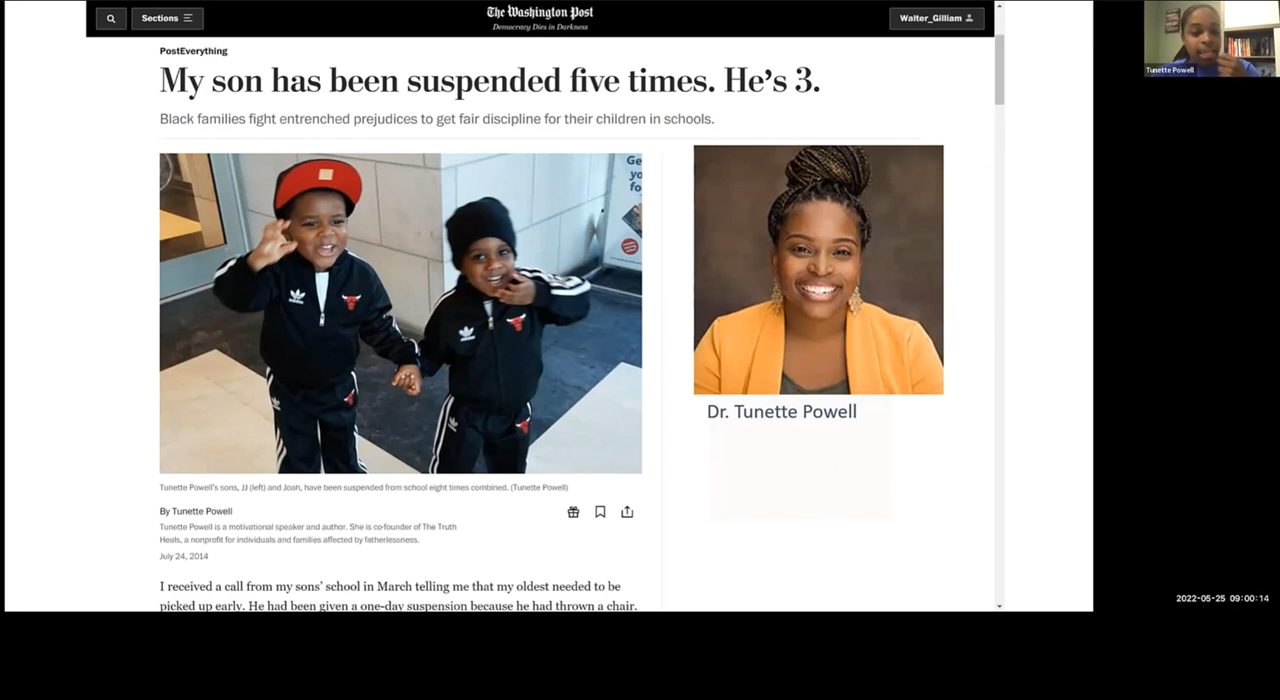 Sections
The Washington Post
Democracy Dies in Darkness
Walter_Gilliam
Tunette Powell
PostEverything
My son has been suspended five times. He's 3.
Black families fight entrenched prejudices to get fair discipline for their children in schools.
Ge
yo
fo
Dr. Tunette Powell
Tunette Powell's sons, JJ (left) and Joah, have been suspended from school eight times combined. (Tunette Powell)
By Tunette Powell
Tunette Powell is a motivational speaker and author. She is co-founder of The Truth
Heals, a nonprofit for individuals and families affected by fatherlessness.
July 24, 2014
I received a call from my sons' school in March telling me that my oldest needed to be
picked up early. He had been given a one-day suspension because he had thrown a chair.
2022-05-25 09:00:14